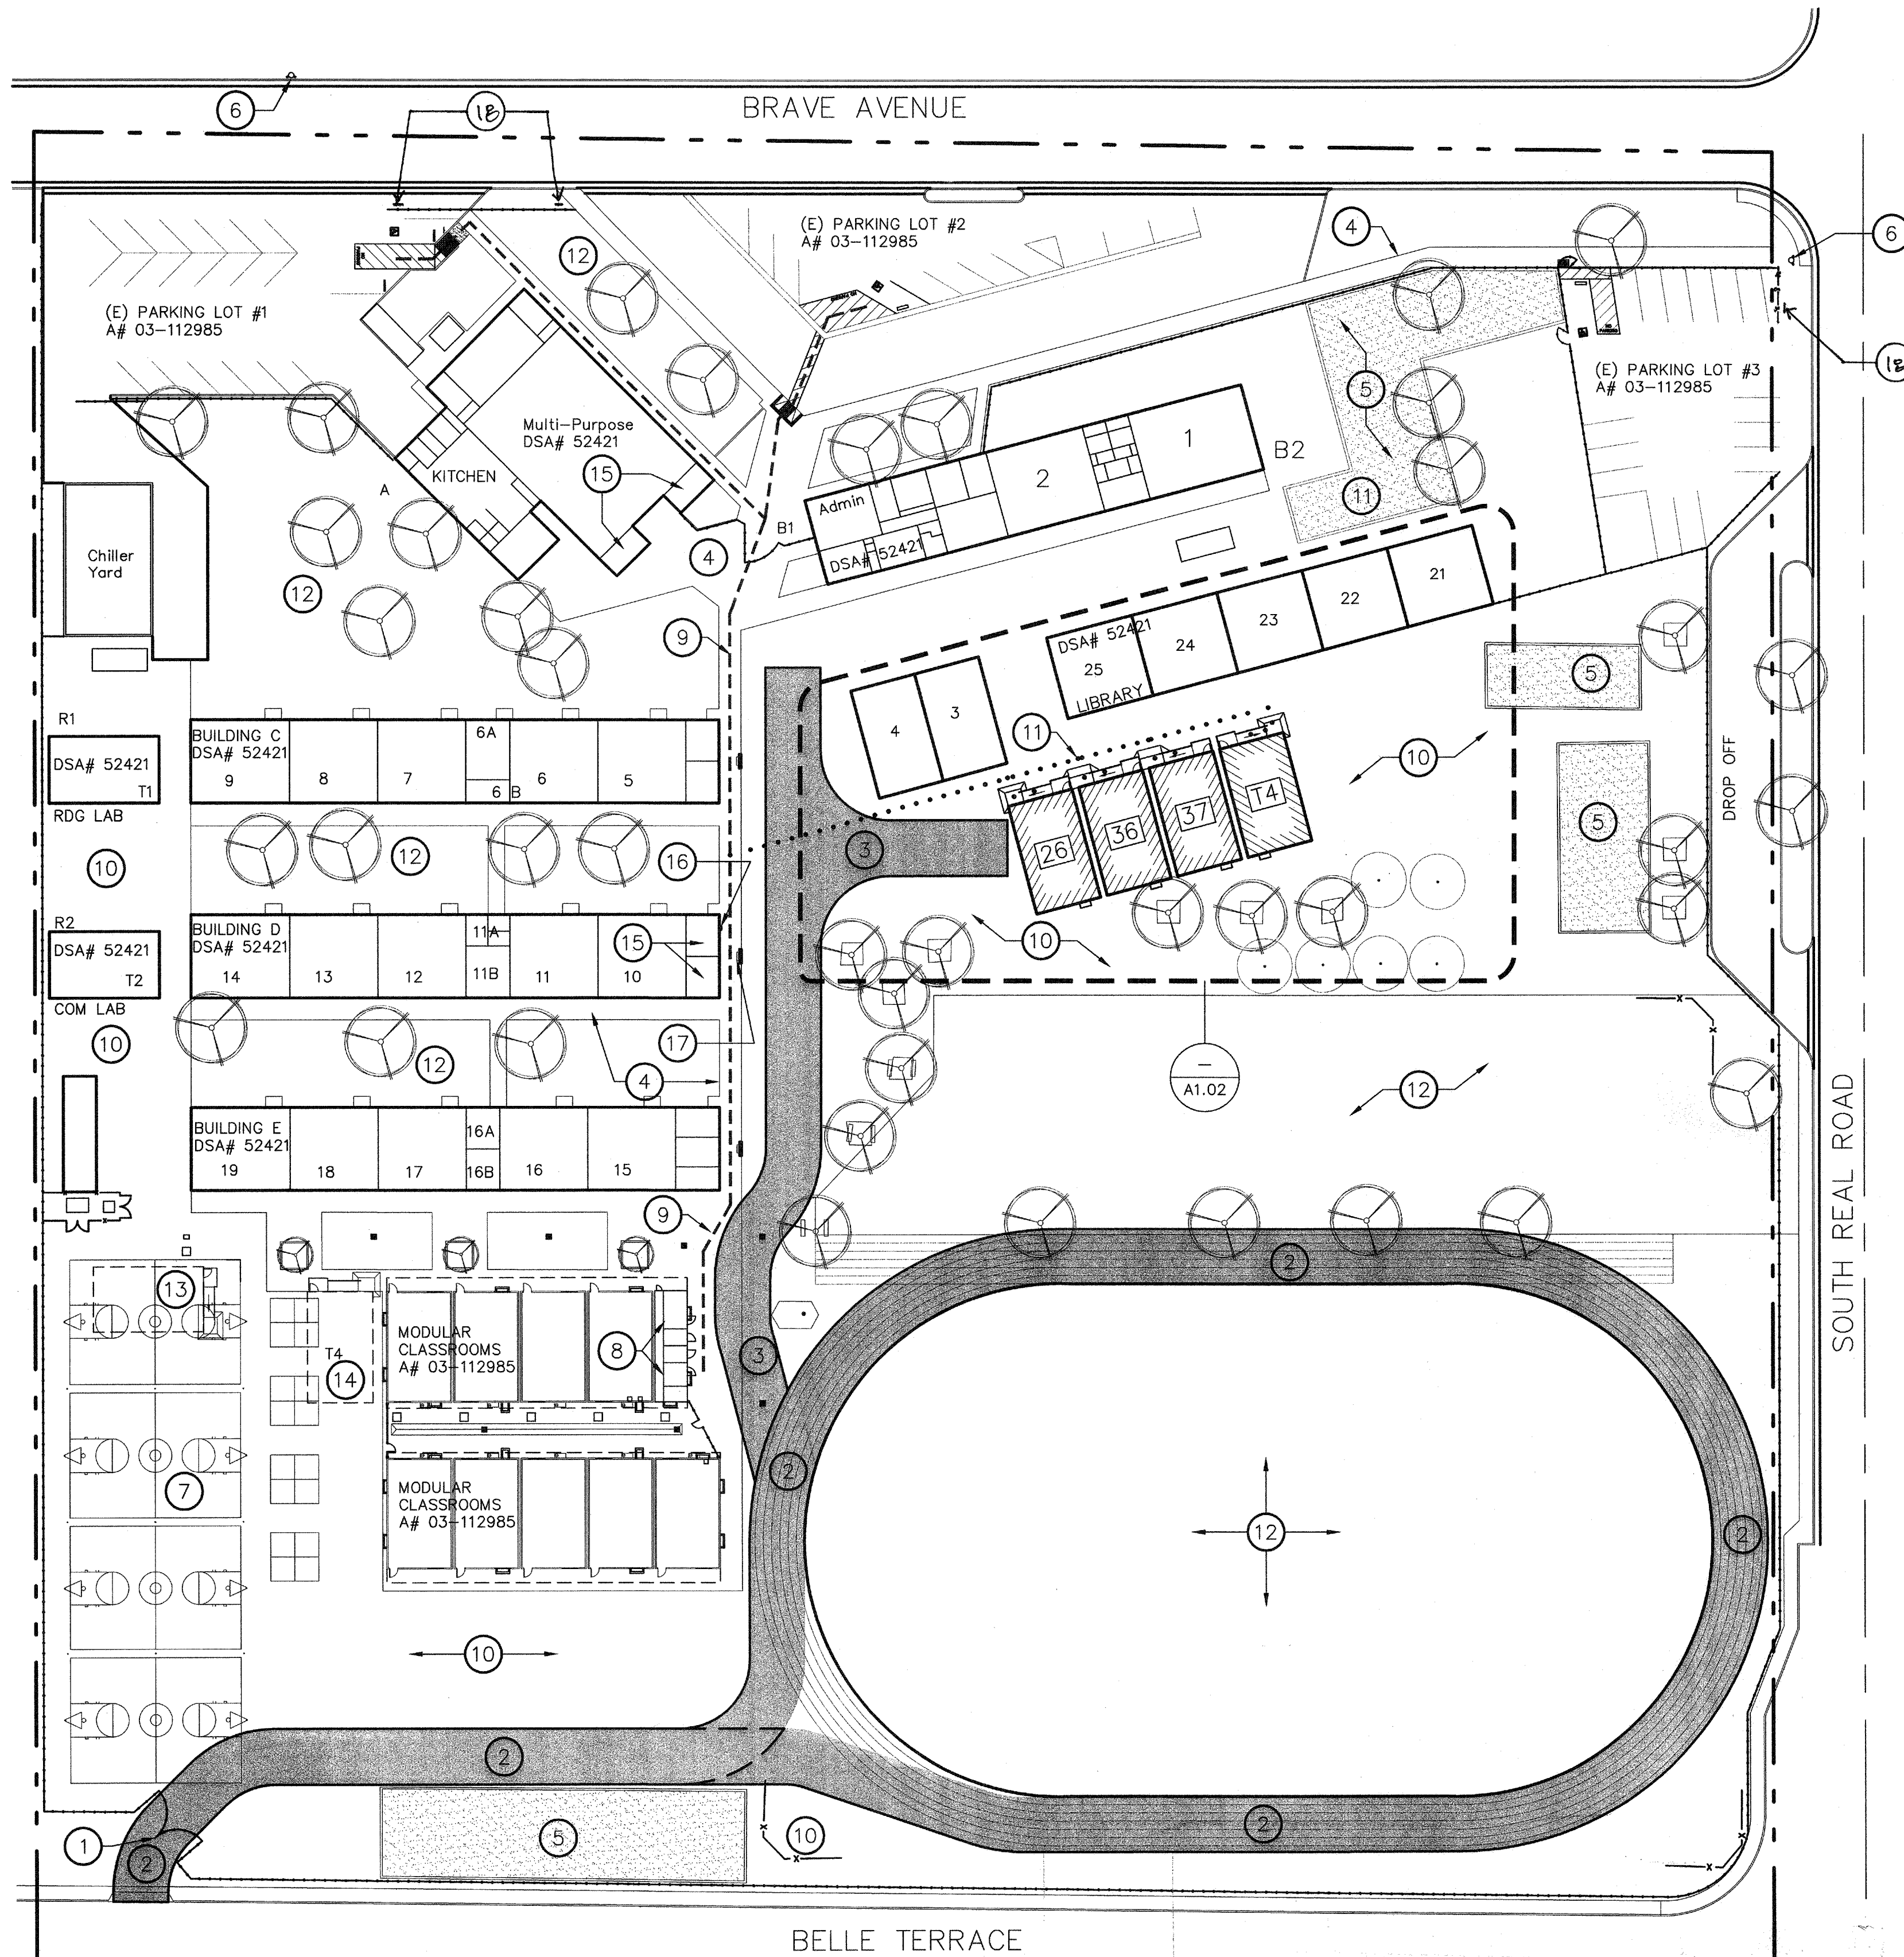 6
18
BRAVE AVENUE
(E) PARKING LOT #2
A# 03-112985
4
6
12
(E) PARKING LOT #1
A# 03-112985
18
(E) PARKING LOT #3
A# 03-112985
5
Multi-Purpose
DSA# 52421
15
KITCHEN
A
1
2
B2
Admin
11
B1
DSA# 52421
4
Chiller
Yard
12
21
22
23
24
DSA# 52421
25
LIBRARY
9
5
3
4
R1
DSA# 52421
T1
RDG LAB
BUILDING C
DSA# 52421
9
8
7
6A
6 B
6
5
11
10
DROP OFF
26
36
37
T4
5
10
12
16
3
R2
DSA# 52421
T2
COM LAB
BUILDING D
DSA# 52421
14
13
12
11A
11B
11
10
15
10
10
12
17
4
–
A1.02
12
SOUTH REAL ROAD
BUILDING E
DSA# 52421
19
18
17
16A
16B
16
15
9
2
13
MODULAR
CLASSROOMS
A# 03-112985
8
3
T4
14
7
MODULAR
CLASSROOMS
A# 03-112985
2
12
2
10
2
5
2
10
1
2
BELLE TERRACE